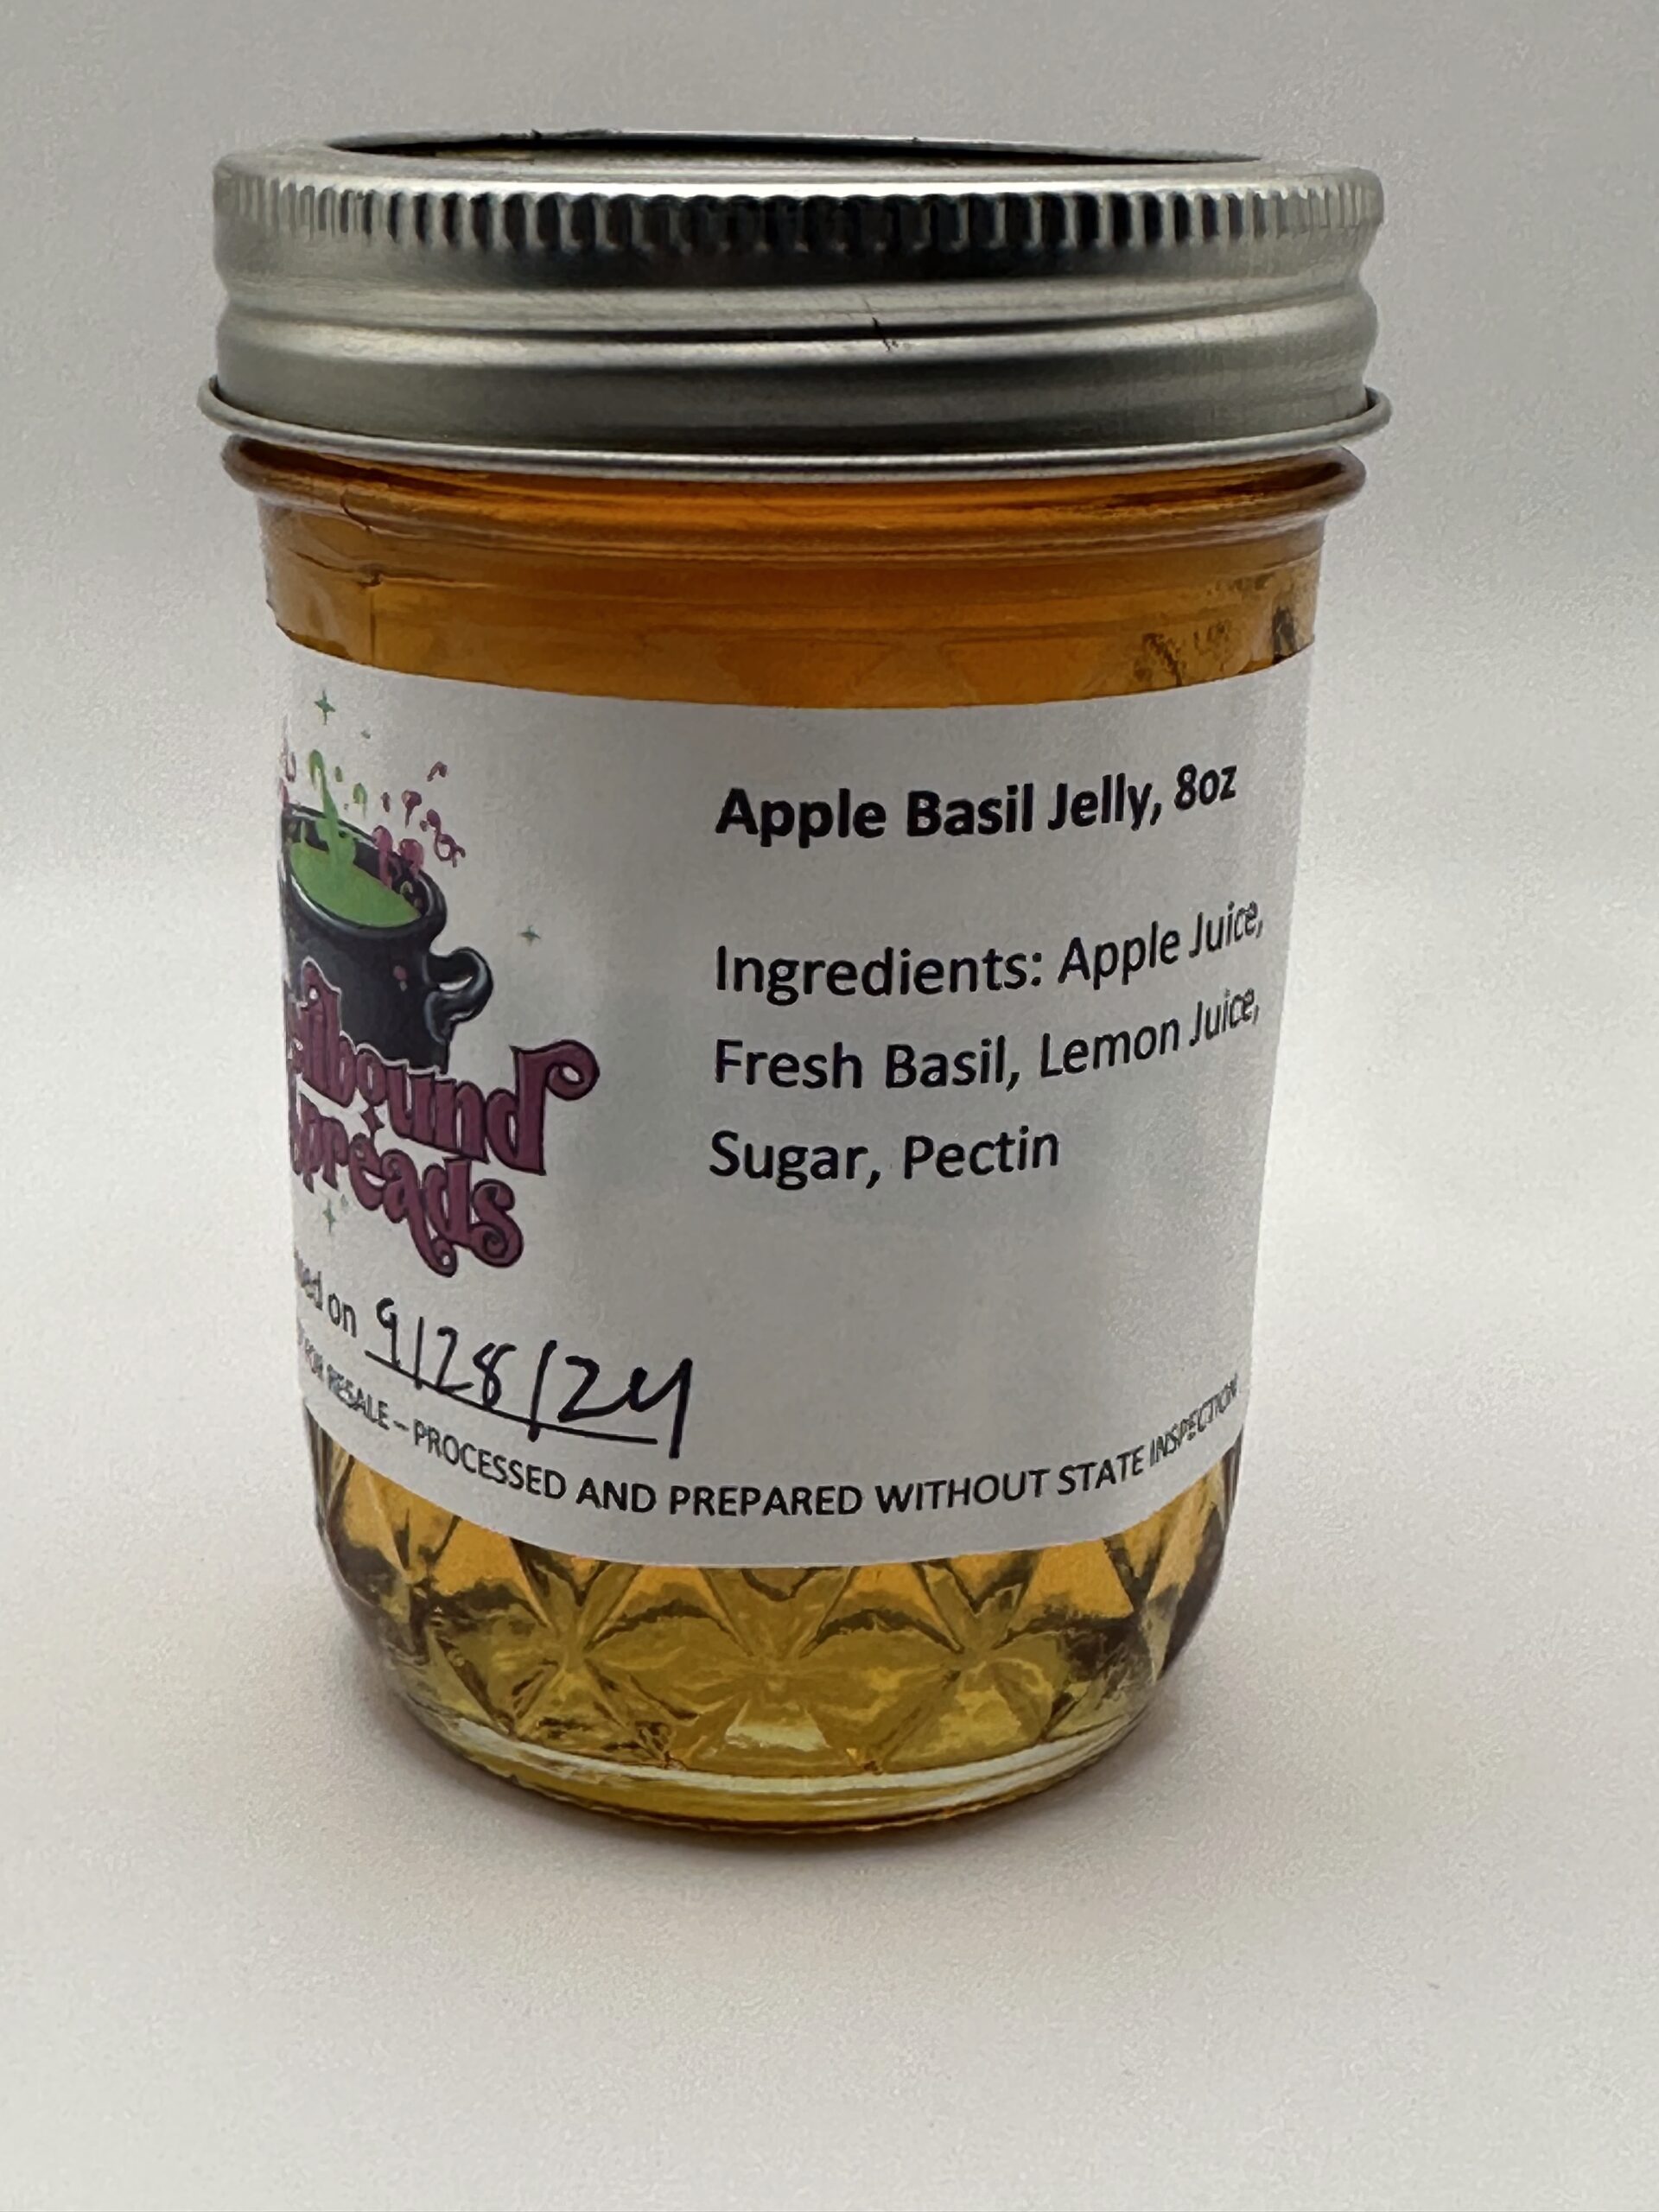 Apple Basil Jelly, 8oz
Ingredients: Apple Juice,
Fresh Basil, Lemon Juice,
Sugar, Pectin
Spreads
on 9/28/24
FOR RESALE – PROCESSED AND PREPARED WITHOUT STATE INSPECTION